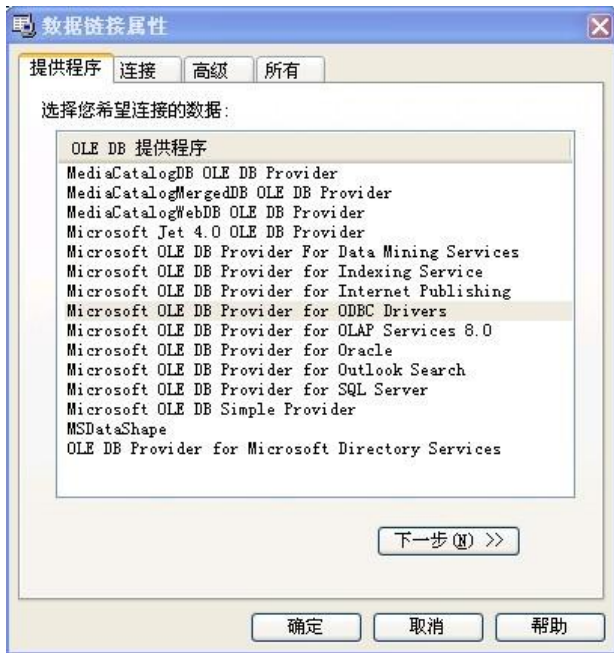 数据链接属性
提供程序 连接 高级 所有
选择您希望连接的数据:
OLE DB 提供程序
MediaCatalogDB OLE DB Provider
MediaCatalogMergedDB OLE DB Provider
MediaCatalogWebDB OLE DB Provider
Microsoft Jet 4.0 OLE DB Provider
Microsoft OLE DB Provider For Data Mining Services
Microsoft OLE DB Provider for Indexing Service
Microsoft OLE DB Provider for Internet Publishing
Microsoft OLE DB Provider for ODBC Drivers
Microsoft OLE DB Provider for OLAP Services 8.0
Microsoft OLE DB Provider for Oracle
Microsoft OLE DB Provider for Outlook Search
Microsoft OLE DB Provider for SQL Server
Microsoft OLE DB Simple Provider
MSDataShape
OLE DB Provider for Microsoft Directory Services
下一步(N) >>
确定 取消 帮助